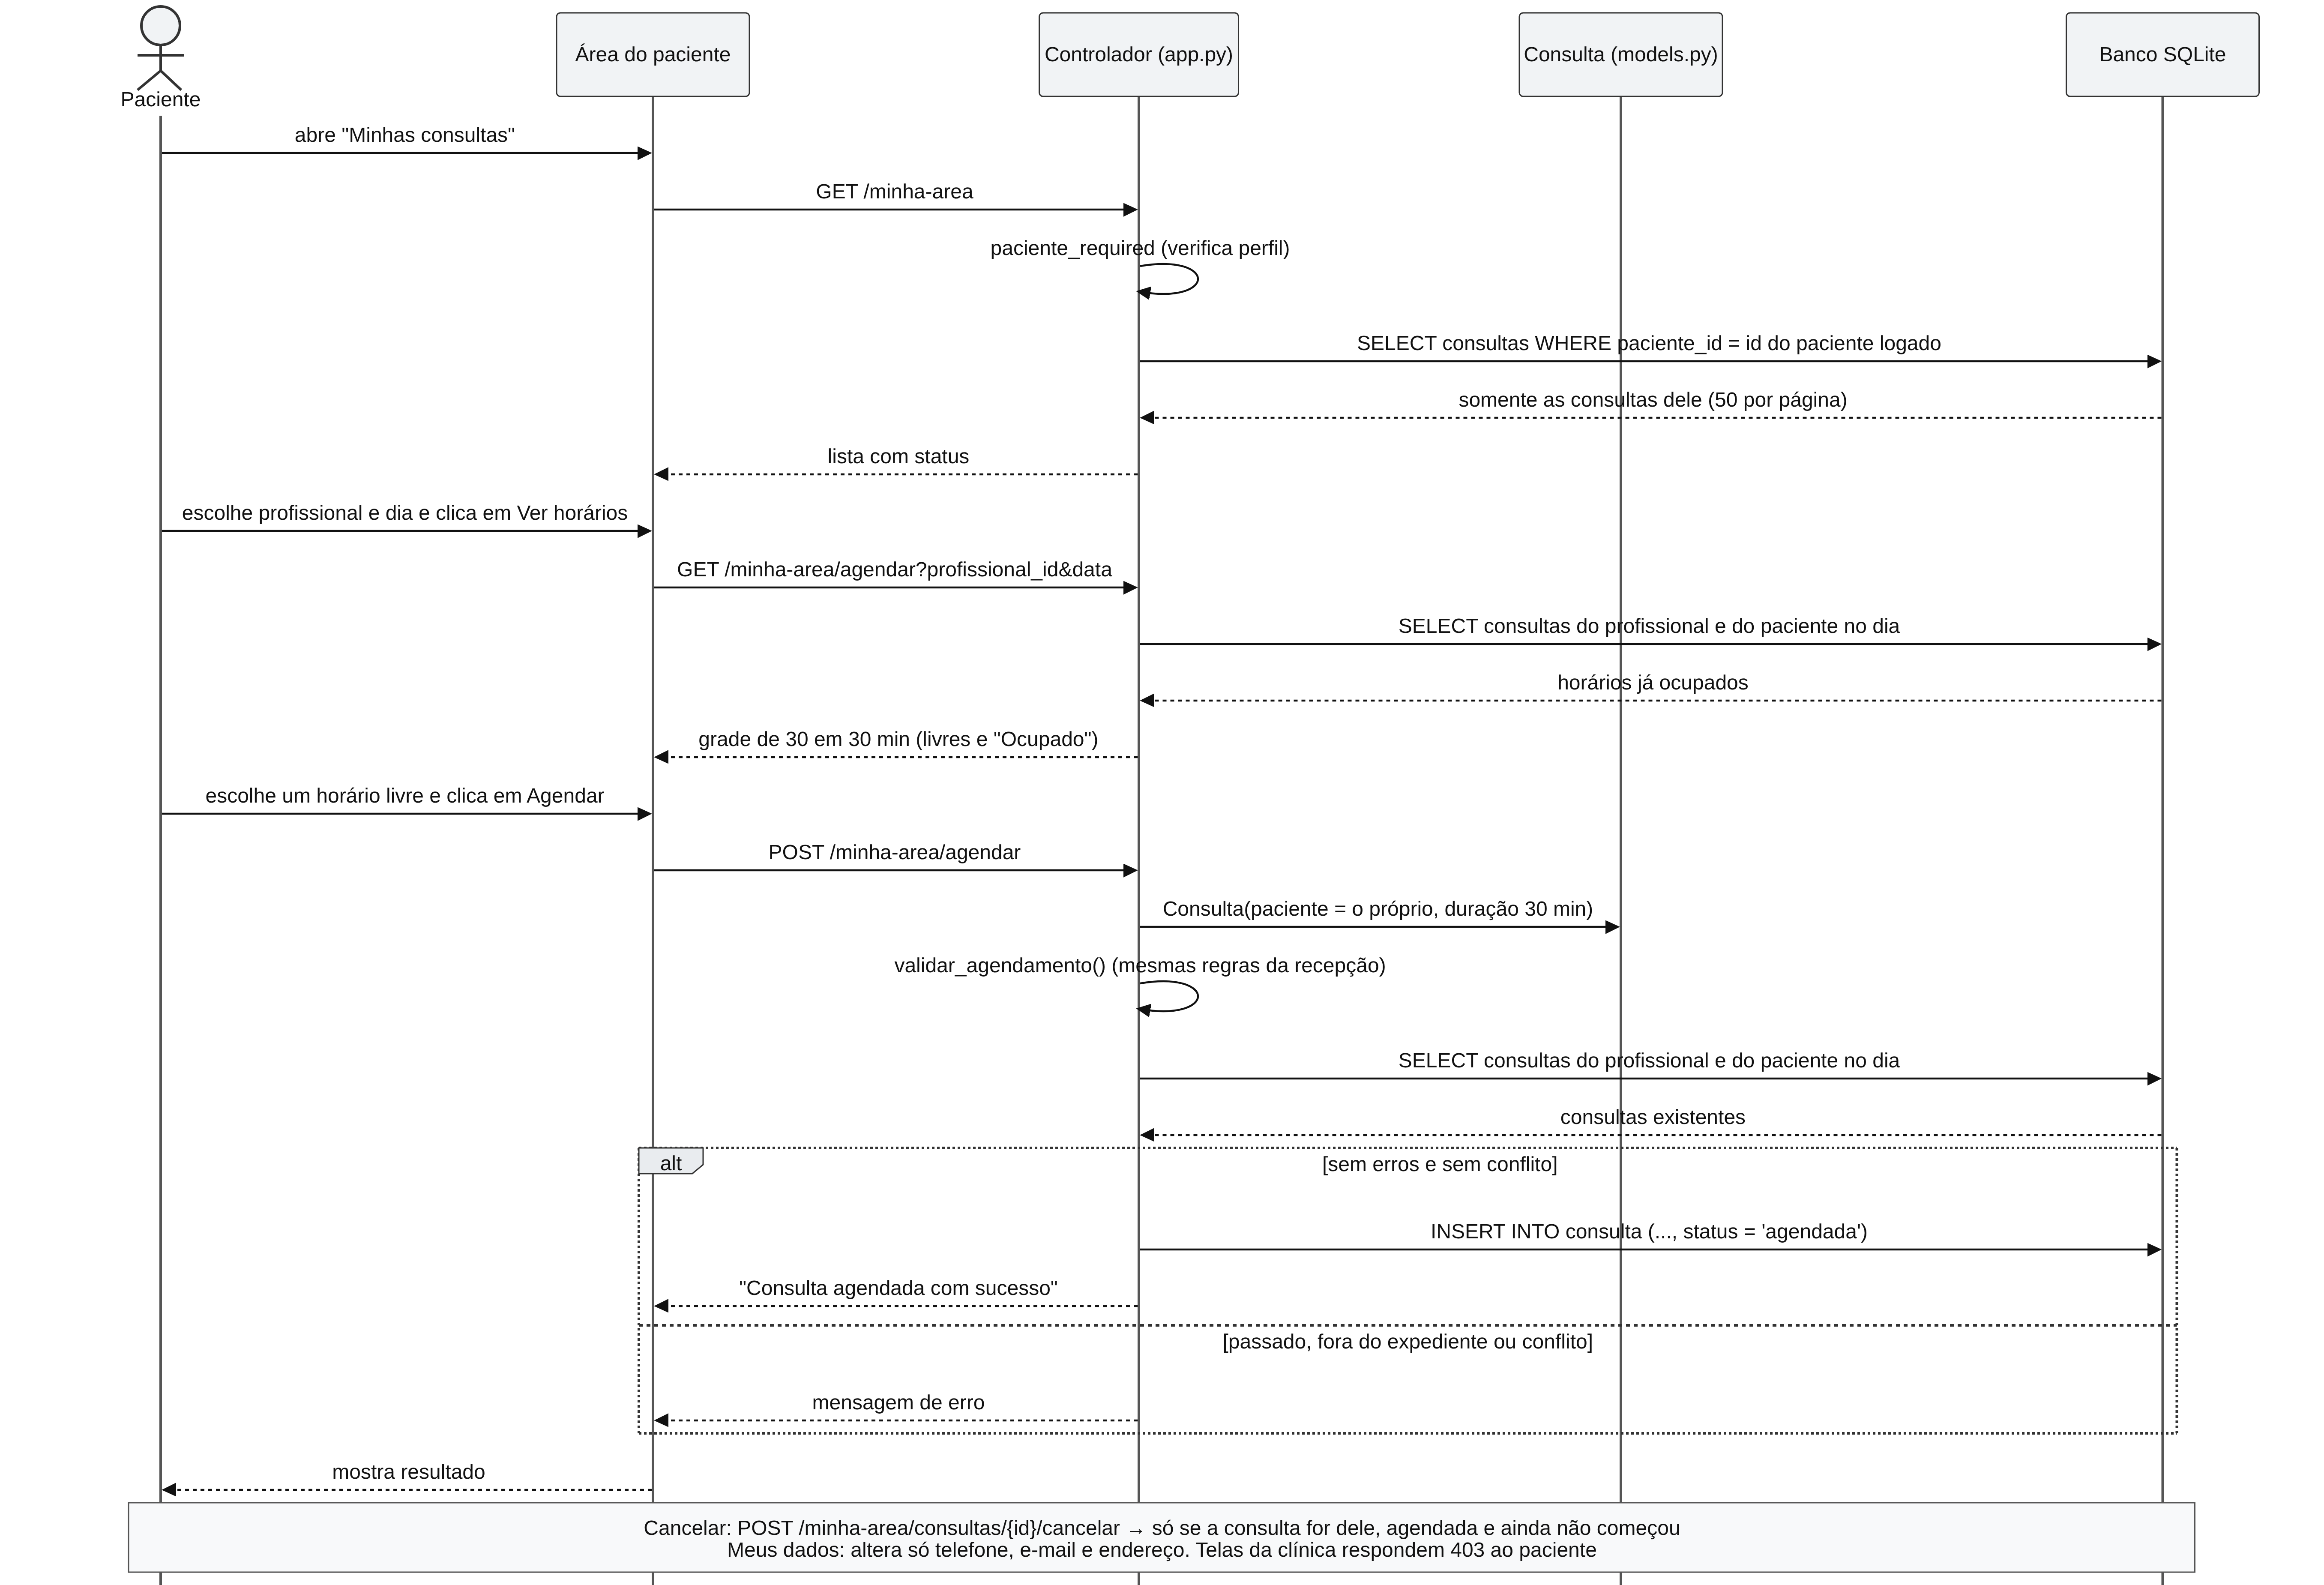 Paciente
Área do paciente
Controlador (app.py)
Consulta (models.py)
Banco SQLite
abre "Minhas consultas"
GET /minha-area
paciente_required (verifica perfil)
SELECT consultas WHERE paciente_id = id do paciente logado
somente as consultas dele (50 por página)
lista com status
escolhe profissional e dia e clica em Ver horários
GET /minha-area/agendar?profissional_id&data
SELECT consultas do profissional e do paciente no dia
horários já ocupados
grade de 30 em 30 min (livres e "Ocupado")
escolhe um horário livre e clica em Agendar
POST /minha-area/agendar
Consulta(paciente = o próprio, duração 30 min)
validar_agendamento() (mesmas regras da recepção)
SELECT consultas do profissional e do paciente no dia
consultas existentes
alt
[sem erros e sem conflito]
INSERT INTO consulta (..., status = 'agendada')
"Consulta agendada com sucesso"
[passado, fora do expediente ou conflito]
mensagem de erro
mostra resultado
Cancelar: POST /minha-area/consultas/{id}/cancelar → só se a consulta for dele, agendada e ainda não começou
Meus dados: altera só telefone, e-mail e endereço. Telas da clínica respondem 403 ao paciente